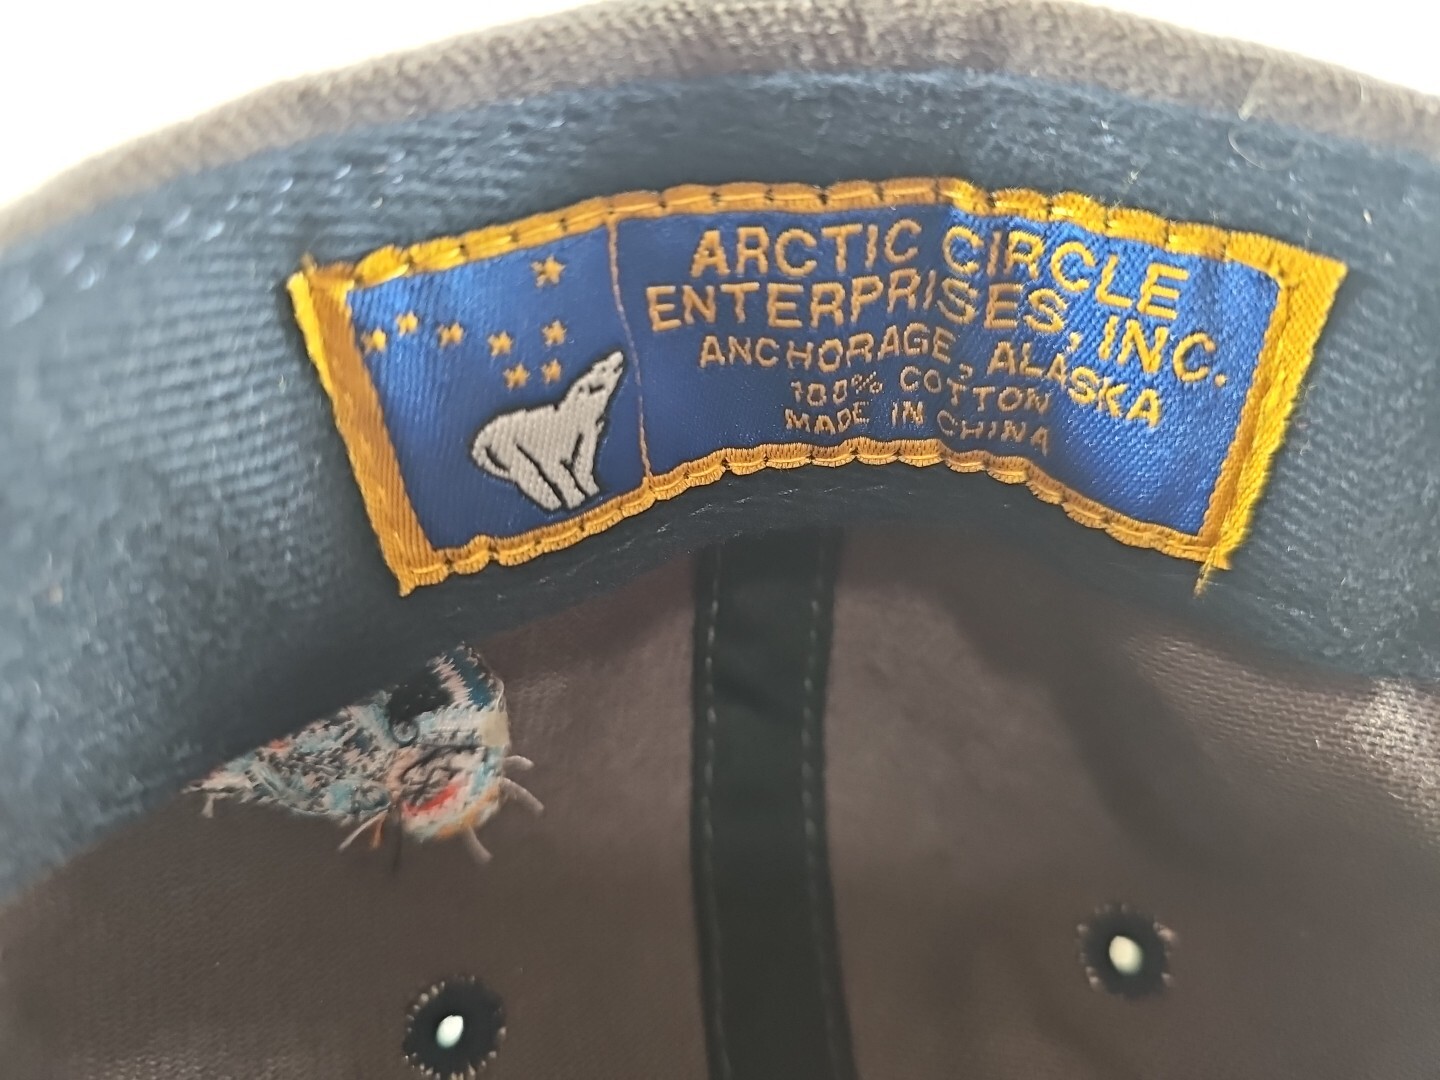 ARCTIC CIRCLE
ENTERPRISES, INC.
ANCHORAGE, ALASKA
100% COTTON
MADE IN CHINA